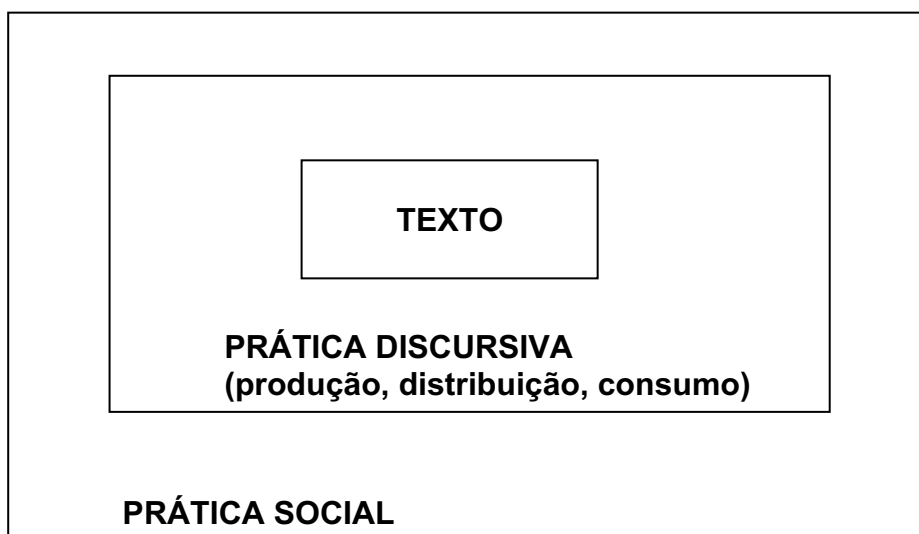 TEXTO
PRÁTICA DISCURSIVA
(produção, distribuição, consumo)
PRÁTICA SOCIAL